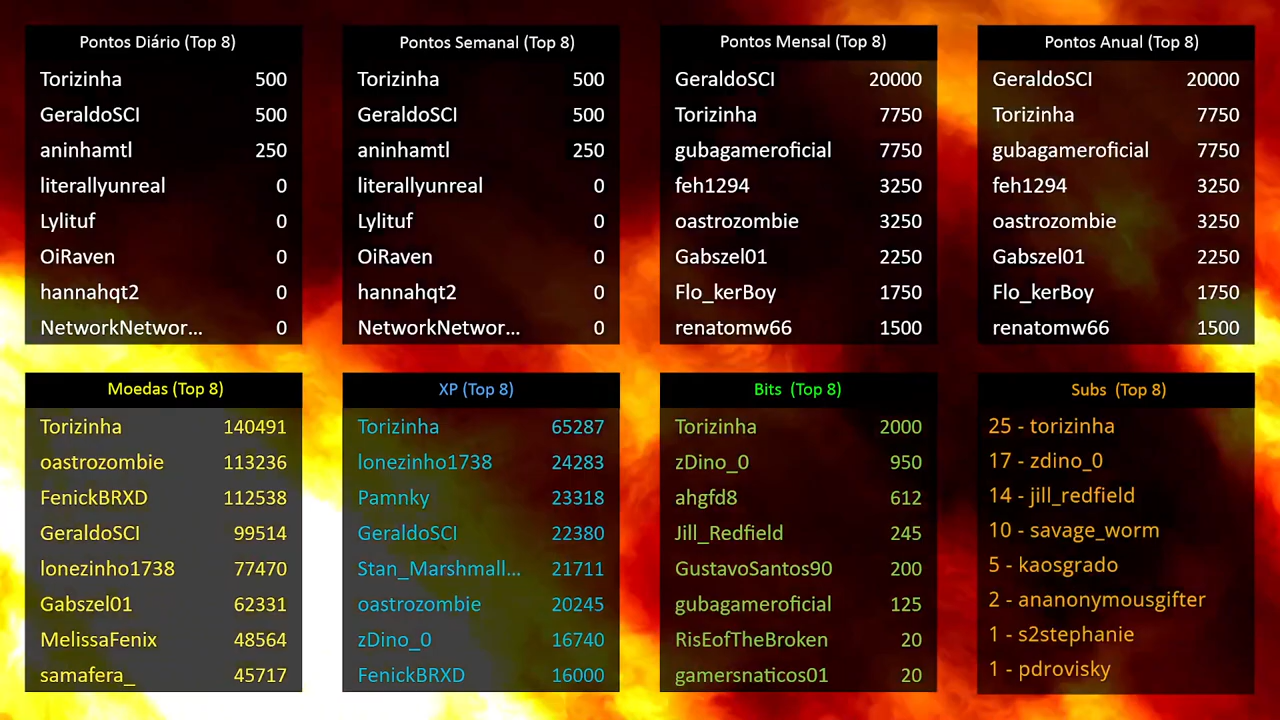 Pontos Diário (Top 8)
Torizinha 500
GeraldoSCI 500
aninhamtl 250
literallyunreal 0
Lylituf 0
OiRaven 0
hannahqt2 0
NetworkNetwor... 0
Pontos Semanal (Top 8)
Torizinha 500
GeraldoSCI 500
aninhamtl 250
literallyunreal 0
Lylituf 0
OiRaven 0
hannahqt2 0
NetworkNetwor... 0
Pontos Mensal (Top 8)
GeraldoSCI 20000
Torizinha 7750
gubagameroficial 7750
feh1294 3250
oastrozombie 3250
Gabszel01 2250
Flo_kerBoy 1750
renatomw66 1500
Pontos Anual (Top 8)
GeraldoSCI 20000
Torizinha 7750
gubagameroficial 7750
feh1294 3250
oastrozombie 3250
Gabszel01 2250
Flo_kerBoy 1750
renatomw66 1500
Moedas (Top 8)
Torizinha 140491
oastrozombie 113236
FenickBRXD 112538
GeraldoSCI 99514
lonezinho1738 77470
Gabszel01 62331
MelissaFenix 48564
samafera_ 45717
XP (Top 8)
Torizinha 65287
lonezinho1738 24283
Pamnky 23318
GeraldoSCI 22380
Stan_Marshmall... 21711
oastrozombie 20245
zDino_0 16740
FenickBRXD 16000
Bits (Top 8)
Torizinha 2000
zDino_0 950
ahgfd8 612
Jill_Redfield 245
GustavoSantos90 200
gubagameroficial 125
RisEofTheBroken 20
gamersnaticos01 20
Subs (Top 8)
25 - torizinha
17 - zdino_0
14 - jill_redfield
10 - savage_worm
5 - kaosgrado
2 - ananonymousgifter
1 - s2stephanie
1 - pdrovisky